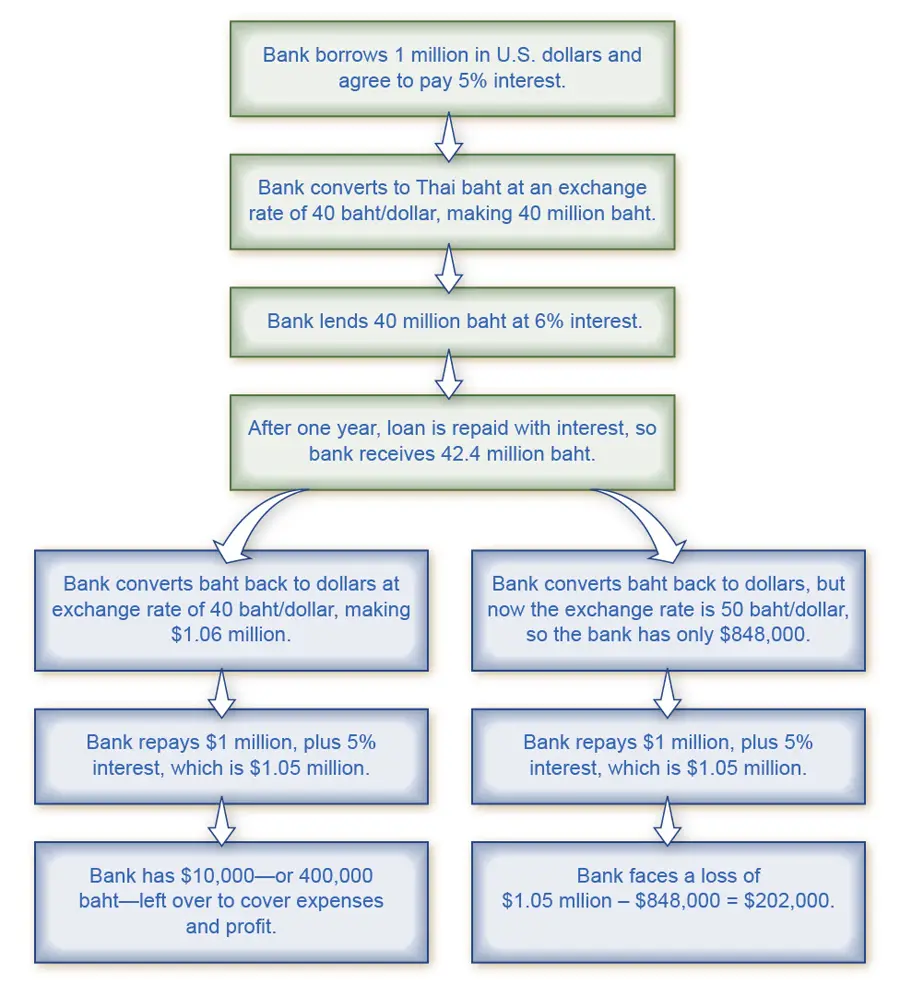 Bank borrows 1 million in U.S. dollars and
agree to pay 5% interest.
Bank converts to Thai baht at an exchange
rate of 40 baht/dollar, making 40 million baht.
Bank lends 40 million baht at 6% interest.
After one year, loan is repaid with interest, so
bank receives 42.4 million baht.
Bank converts baht back to dollars at
exchange rate of 40 baht/dollar, making
$1.06 million.
Bank repays $1 million, plus 5%
interest, which is $1.05 million.
Bank has $10,000—or 400,000
baht—left over to cover expenses
and profit.
Bank converts baht back to dollars, but
now the exchange rate is 50 baht/dollar,
so the bank has only $848,000.
Bank repays $1 million, plus 5%
interest, which is $1.05 million.
Bank faces a loss of
$1.05 mllion – $848,000 = $202,000.